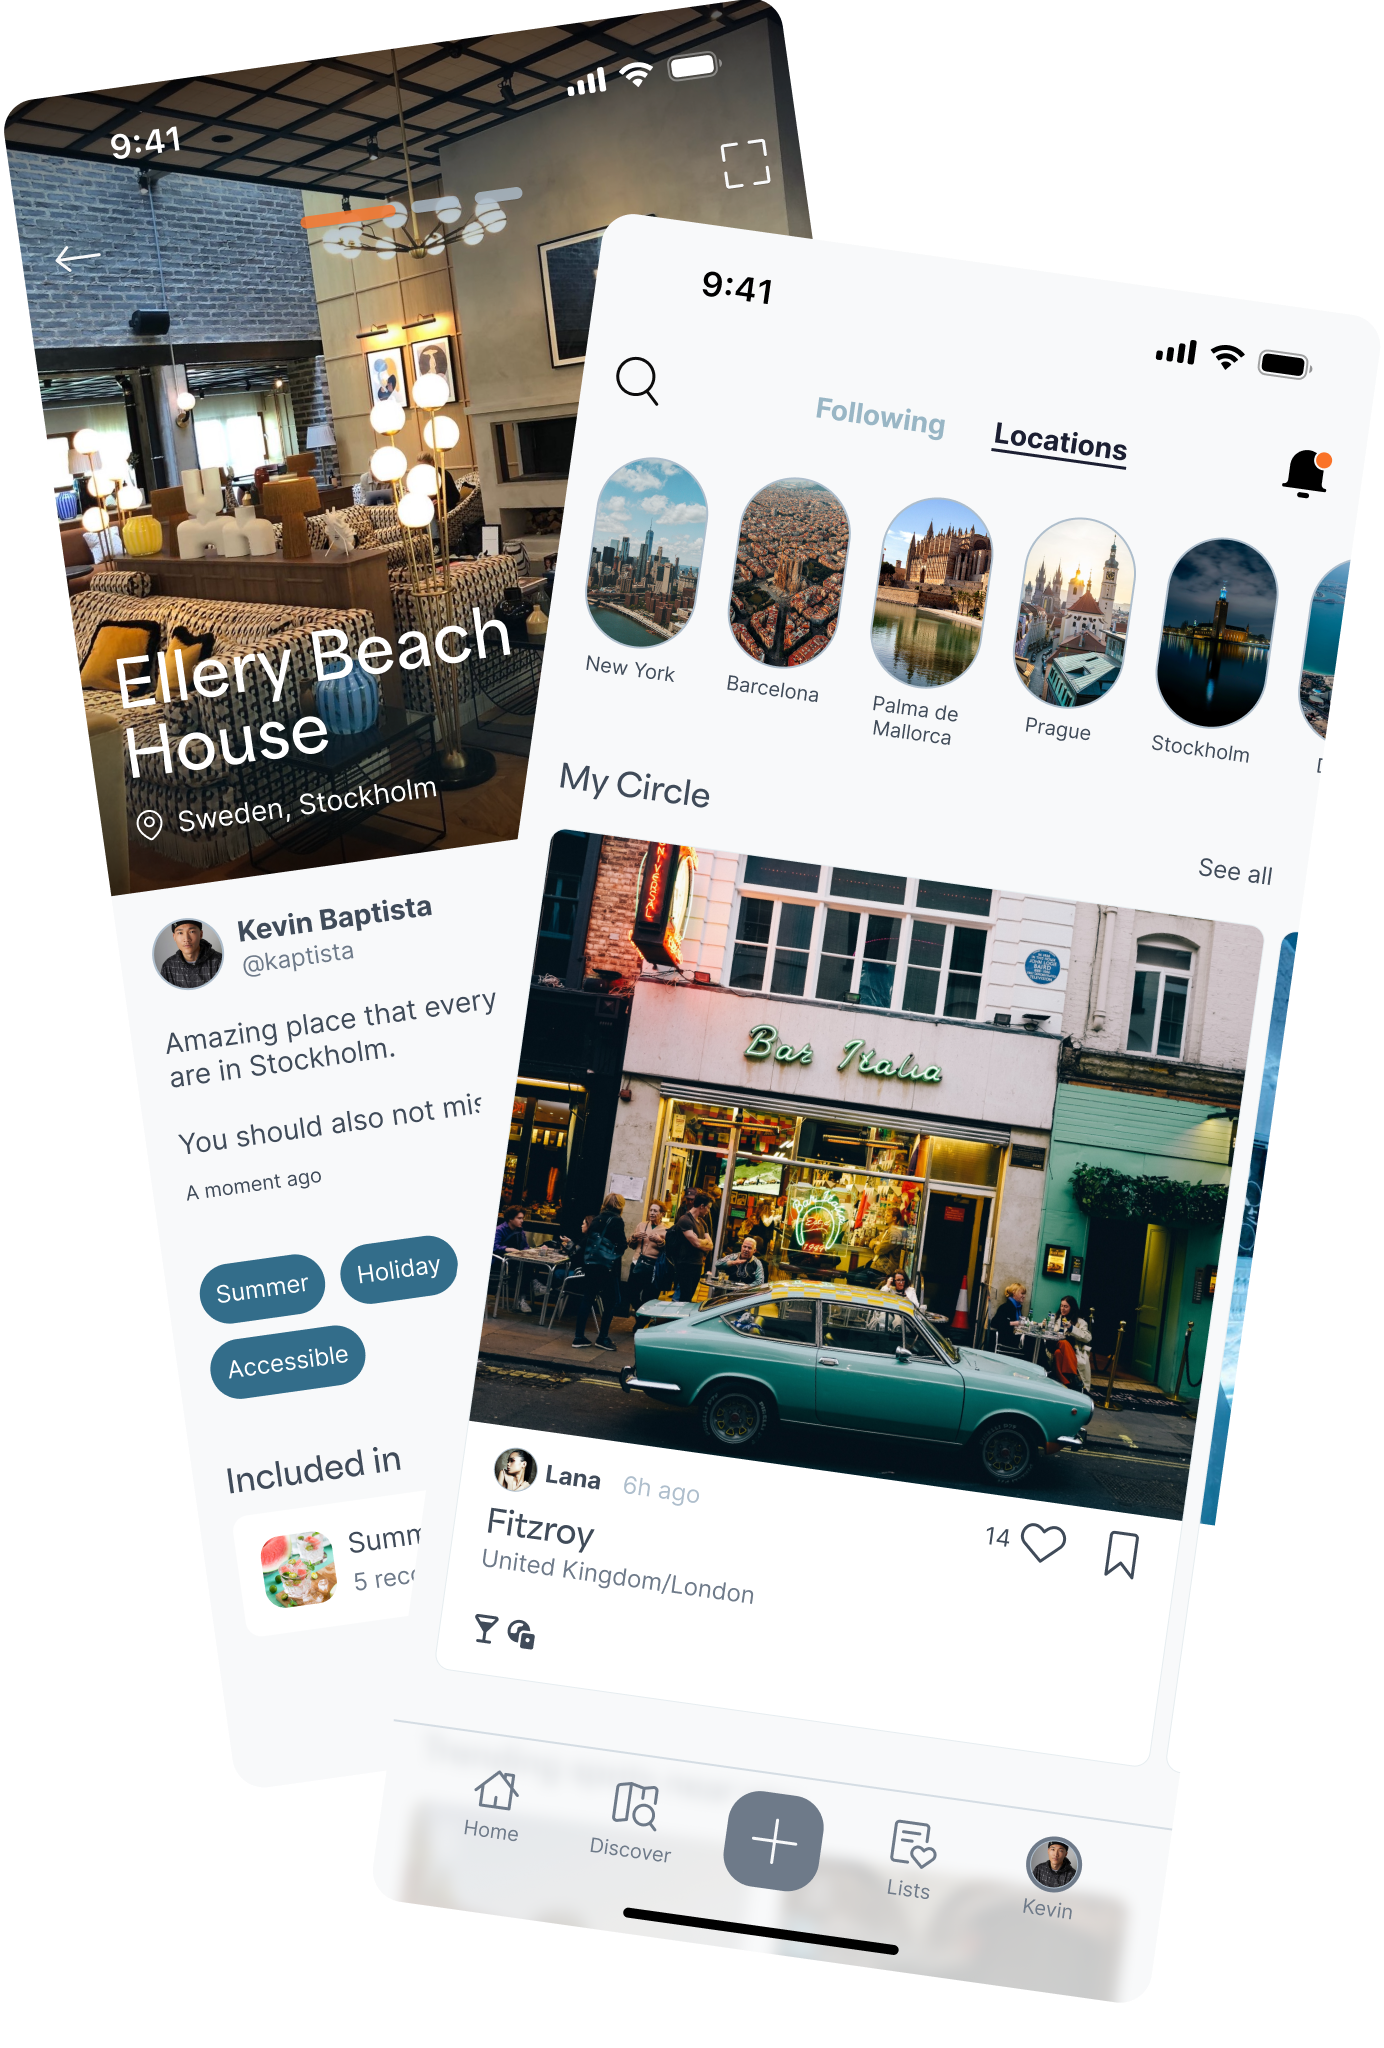 9:41
Ellery Beach
House
Sweden, Stockholm
Kevin Baptista
@kaptista
Amazing place that every
are in Stockholm.
You should also not mis
A moment ago
Summer
Holiday
Accessible
Included in
Summ
5 reco
9:41
Following
Locations
New York
Barcelona
Palma de
Mallorca
Prague
Stockholm
My Circle
See all
Bar Italia
Lana
6h ago
Fitzroy
14
United Kingdom/London
Home
Discover
Lists
Kevin